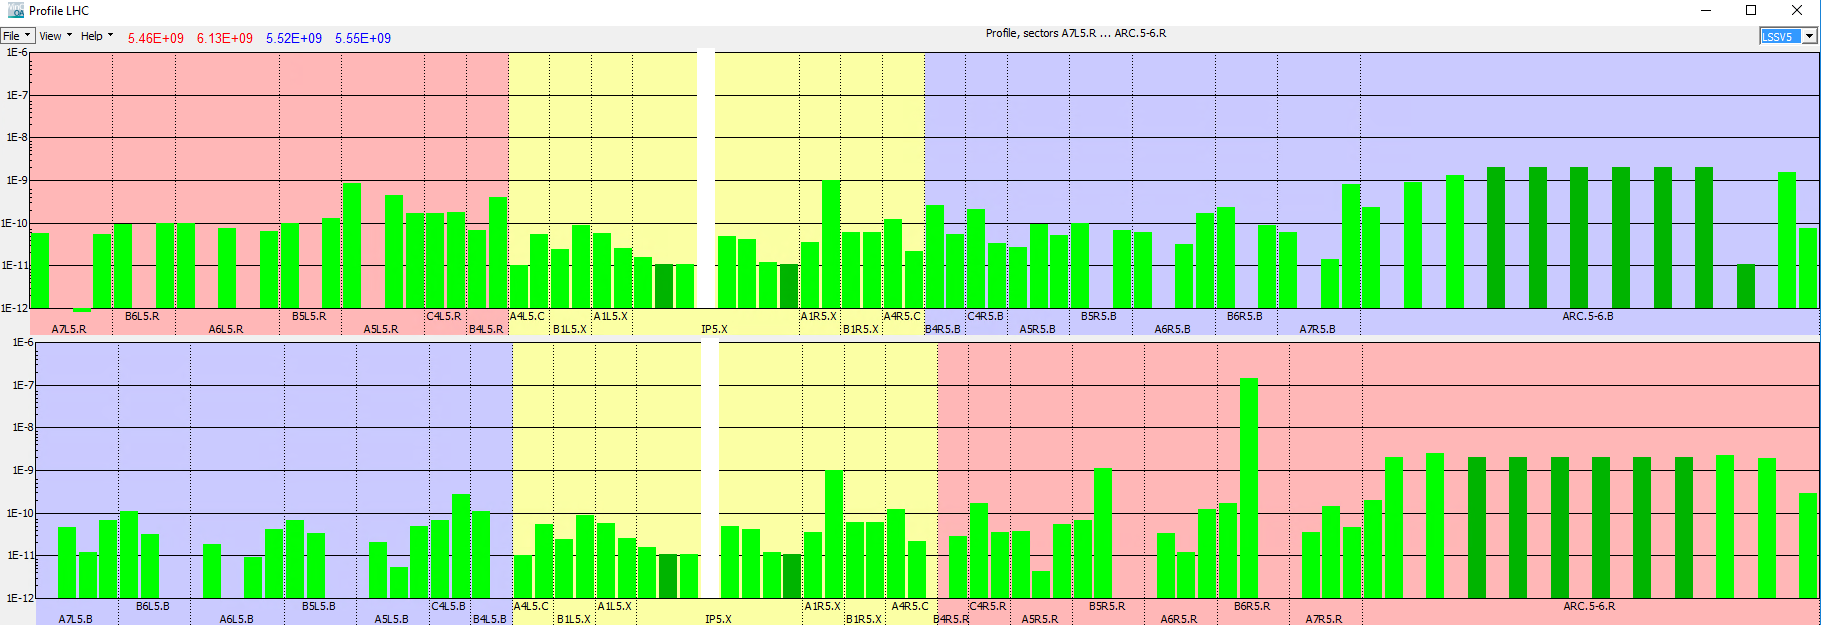 Profile LHC
File View Help 5.46E+09 6.13E+09 5.52E+09 5.55E+09 Profile, sectors A7L5.R ... ARC.5-6.R LSSV5
1E-6
1E-7
1E-8
1E-9
1E-10
1E-11
1E-12
B6L5.R B5L5.R C4L5.R A4L5.C A1L5.X A1R5.X A4R5.C C4R5.B B5R5.B B6R5.B ARC.5-6.B
A7L5.R A6L5.R A5L5.R B4L5.R B1L5.X IP5.X B1R5.X B4R5.B A5R5.B A6R5.B A7R5.B
1E-6
1E-7
1E-8
1E-9
1E-10
1E-11
1E-12
B6L5.B B5L5.B C4L5.B A4L5.C A1L5.X A1R5.X A4R5.C C4R5.R B5R5.R B6R5.R ARC.5-6.R
A7L5.B A6L5.B A5L5.B B4L5.B B1L5.X IP5.X B1R5.X B4R5.R A5R5.R A6R5.R A7R5.R